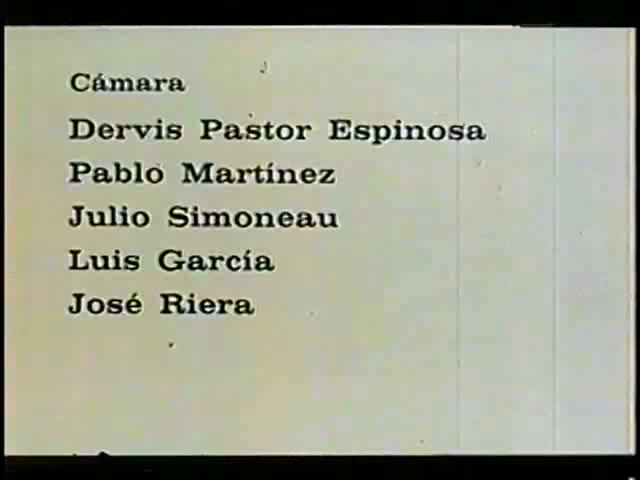 Cámara
Dervis Pastor Espinosa
Pablo Martínez
Julio Simoneau
Luis García
José Riera